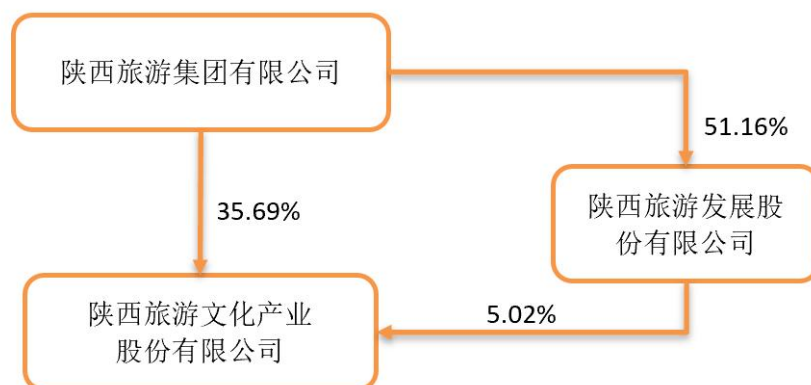 陕西旅游集团有限公司
51.16%
35.69%
陕西旅游发展股
份有限公司
陕西旅游文化产业
股份有限公司
5.02%